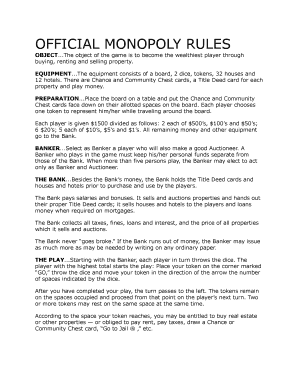 OFFICIAL MONOPOLY RULES
OBJECT...The object of the game is to become the wealthiest player through
buying, renting and selling property.
EQUIPMENT...The equipment consists of a board, 2 dice, tokens, 32 houses and
12 hotels. There are Chance and Community Chest cards, a Title Deed card for each
property and play money.
PREPARATION...Place the board on a table and put the Chance and Community
Chest cards face down on their allotted spaces on the board. Each player chooses
one token to represent him/her while traveling around the board.
Each player is given $1500 divided as follows: 2 each of $500's, $100's and $50's;
6 $20's; 5 each of $10's, $5's and $1's. All remaining money and other equipment
go to the Bank.
BANKER...Select as Banker a player who will also make a good Auctioneer. A
Banker who plays in the game must keep his/her personal funds separate from
those of the Bank. When more than five persons play, the Banker may elect to act
only as Banker and Auctioneer.
THE BANK...Besides the Bank's money, the Bank holds the Title Deed cards and
houses and hotels prior to purchase and use by the players.
The Bank pays salaries and bonuses. It sells and auctions properties and hands out
their proper Title Deed cards; it sells houses and hotels to the players and loans
money when required on mortgages.
The Bank collects all taxes, fines, loans and interest, and the price of all properties
which it sells and auctions.
The Bank never "goes broke." If the Bank runs out of money, the Banker may issue
as much more as may be needed by writing on any ordinary paper.
THE PLAY...Starting with the Banker, each player in turn throws the dice. The
player with the highest total starts the play: Place your token on the corner marked
"GO," throw the dice and move your token in the direction of the arrow the number
of spaces indicated by the dice.
After you have completed your play, the turn passes to the left. The tokens remain
on the spaces occupied and proceed from that point on the player's next turn. Two
or more tokens may rest on the same space at the same time.
According to the space your token reaches, you may be entitled to buy real estate
or other properties — or obliged to pay rent, pay taxes, draw a Chance or
Community Chest card, "Go to Jail ® ," etc.